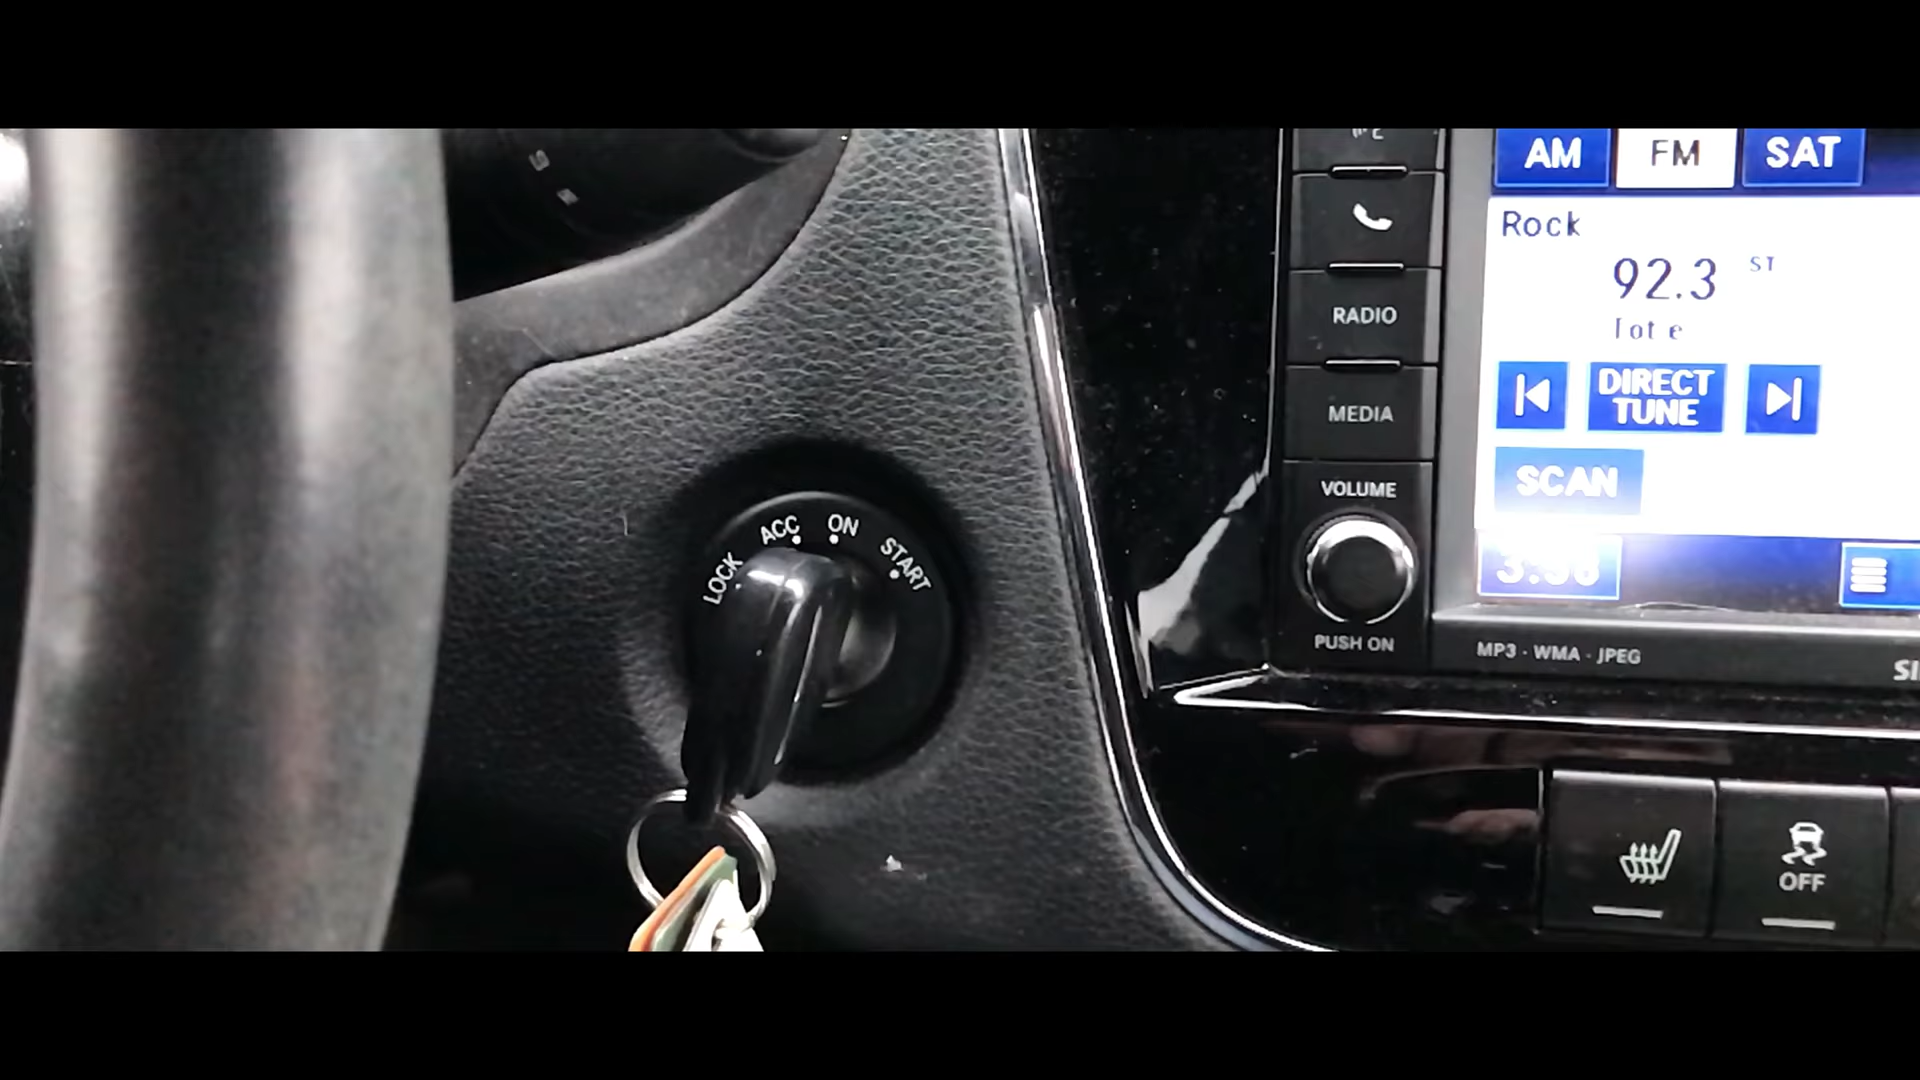 AM FM SAT
Rock
92.3 ST
RADIO
DIRECT
TUNE
MEDIA
SCAN
VOLUME
LOCK ACC ON START
PUSH ON
MP3 · WMA · JPEG
OFF